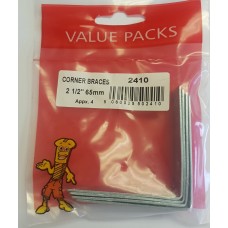 VALUE PACKS
CORNER BRACES 2410
2 1/2" 65mm
Appx. 4